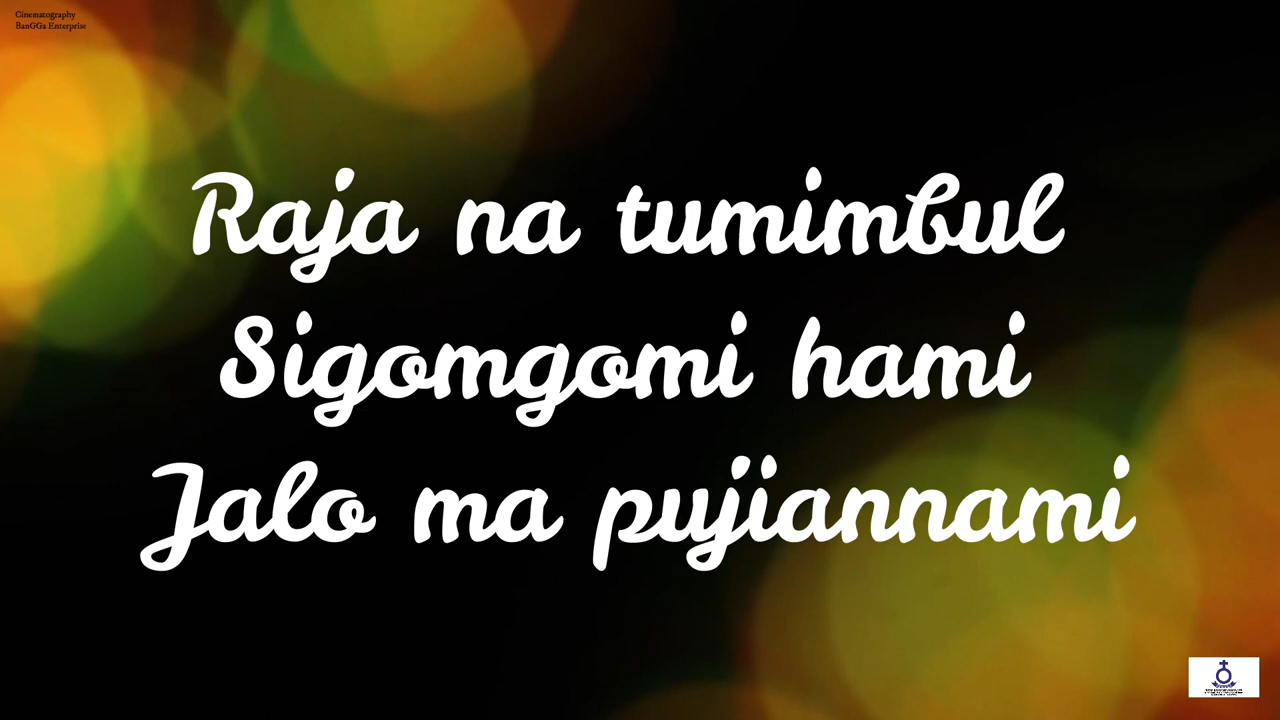 Cinematography
BanGGa Enterprise
Raja na tumimbul
Sigomgomi hami
Jalo ma pujiannami